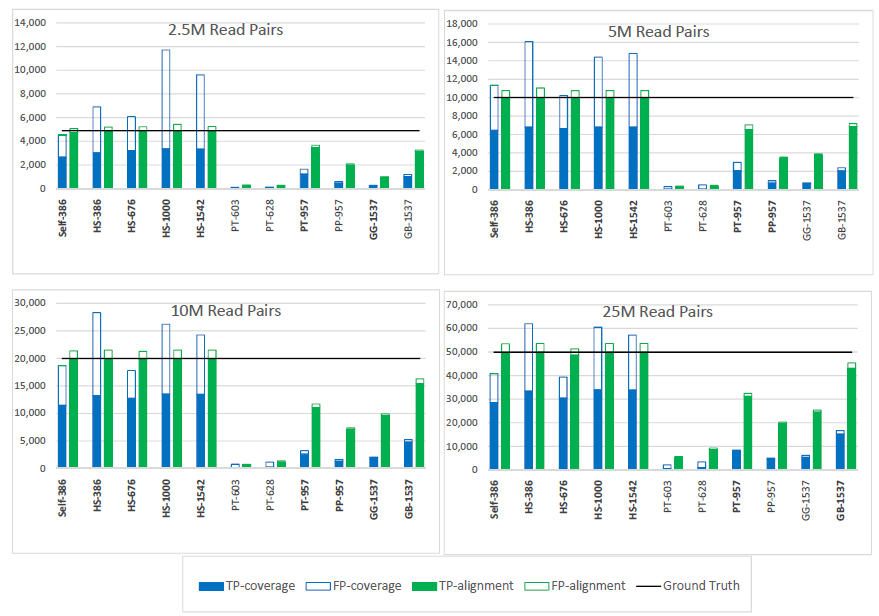 2.5M Read Pairs
14,000
12,000
10,000
8,000
6,000
4,000
2,000
0
Self-386
HS-386
HS-676
HS-1000
HS-1542
PT-603
PT-628
PT-957
PP-957
GG-1537
GB-1537
5M Read Pairs
18,000
16,000
14,000
12,000
10,000
8,000
6,000
4,000
2,000
0
Self-386
HS-386
HS-676
HS-1000
HS-1542
PT-603
PT-628
PT-957
PP-957
GG-1537
GB-1537
10M Read Pairs
30,000
25,000
20,000
15,000
10,000
5,000
0
Self-386
HS-386
HS-676
HS-1000
HS-1542
PT-603
PT-628
PT-957
PP-957
GG-1537
GB-1537
25M Read Pairs
70,000
60,000
50,000
40,000
30,000
20,000
10,000
0
Self-386
HS-386
HS-676
HS-1000
HS-1542
PT-603
PT-628
PT-957
PP-957
GG-1537
GB-1537
TP-coverage FP-coverage TP-alignment FP-alignment Ground Truth